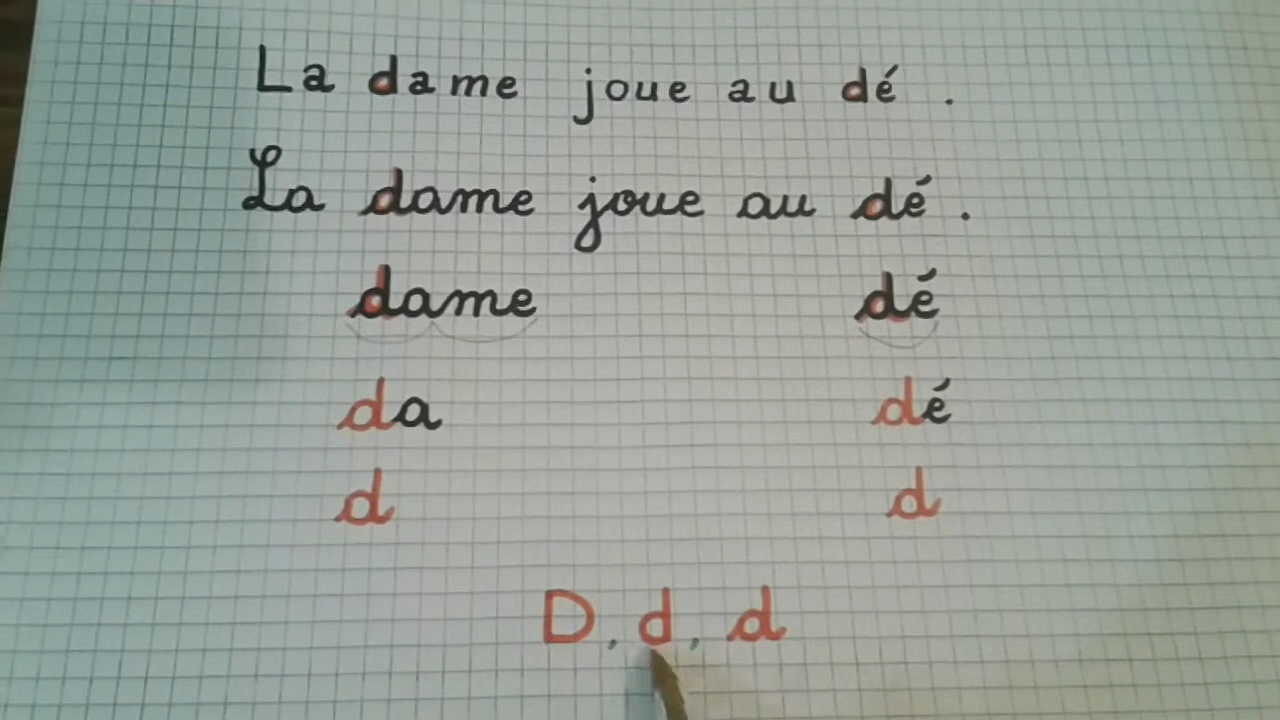 La dame joue au dé .
La dame joue au dé .
dame dé
da dé
d d
D, d, d